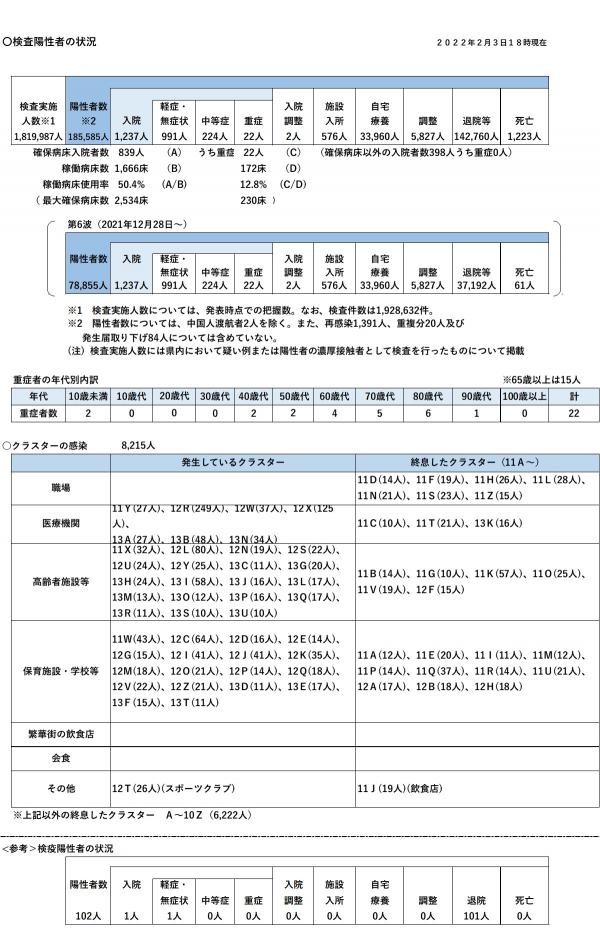 〇検査陽性者の状況
２０２２年２月３日１８時現在
検査実施人数※1 陽性者数※2 入院 軽症・無症状 中等症 重症 入院調整 施設入所 自宅療養 調整 退院等 死亡
1,819,987人 185,585人 1,237人 991人 224人 22人 2人 576人 33,960人 5,827人 142,760人 1,223人
確保病床入院者数 839人 (A) うち重症 22人 (C) (確保病床以外の入院者数398人うち重症0人)
稼働病床数 1,666床 (B) 172床 (D)
稼働病床使用率 50.4% (A/B) 12.8% (C/D)
(最大確保病床数 2,534床 230床 )
第6波（2021年12月28日～）
陽性者数 入院 軽症・無症状 中等症 重症 入院調整 施設入所 自宅療養 調整 退院等 死亡
78,855人 1,237人 991人 224人 22人 2人 576人 33,960人 5,827人 37,192人 61人
※1 検査実施人数については、発表時点での把握数。なお、検査件数は1,928,632件。
※2 陽性者数については、中国人渡航者2人を除く。また、再感染1,391人、重複分20人及び
発生届取り下げ84人については含めていない。
(注) 検査実施人数には県内において疑い例または陽性者の濃厚接触者として検査を行ったものについて掲載
重症者の年代別内訳 ※65歳以上は15人
年代 10歳未満 10歳代 20歳代 30歳代 40歳代 50歳代 60歳代 70歳代 80歳代 90歳代 100歳以上 計
重症者数 2 0 0 0 2 2 4 5 6 1 0 22
〇クラスターの感染 8,215人
発生しているクラスター 終息したクラスター（11Ａ～）
職場
11Ｄ(14人)、11Ｆ(19人)、11Ｈ(26人)、11Ｌ(28人)、
11Ｎ(21人)、11Ｓ(23人)、11Ｚ(15人)
医療機関
11Ｙ(27人)、12Ｒ(249人)、12Ｗ(37人)、12Ｘ(125
人)、
13Ａ(27人)、13Ｂ(48人)、13Ｎ(34人)
11Ｃ(10人)、11Ｔ(21人)、13Ｋ(16人)
高齢者施設等
11Ｘ(32人)、12Ｌ(80人)、12Ｎ(19人)、12Ｓ(22人)、
12Ｕ(24人)、12Ｙ(25人)、13Ｃ(11人)、13Ｇ(20人)、
13Ｈ(24人)、13Ｉ(58人)、13Ｊ(16人)、13Ｌ(17人)、
13Ｍ(13人)、13Ｏ(12人)、13Ｐ(16人)、13Ｑ(17人)、
13Ｒ(11人)、13Ｓ(10人)、13Ｕ(10人)
11Ｂ(14人)、11Ｇ(10人)、11Ｋ(57人)、11Ｏ(25人)、
11Ｖ(19人)、12Ｆ(15人)
保育施設・学校等
11Ｗ(43人)、12Ｃ(64人)、12Ｄ(16人)、12Ｅ(14人)、
12Ｇ(15人)、12Ｉ(41人)、12Ｊ(41人)、12Ｋ(35人)、
12Ｍ(18人)、12Ｏ(21人)、12Ｐ(14人)、12Ｑ(18人)、
12Ｖ(22人)、12Ｚ(21人)、13Ｄ(11人)、13Ｅ(17人)、
13Ｆ(15人)、13Ｔ(11人)
11Ａ(12人)、11Ｅ(20人)、11Ｉ(11人)、11Ｍ(12人)、
11Ｐ(14人)、11Ｑ(37人)、11Ｒ(14人)、11Ｕ(21人)、
12Ａ(17人)、12Ｂ(18人)、12Ｈ(18人)
繁華街の飲食店
会食
その他 12Ｔ(26人)(スポーツクラブ) 11Ｊ(19人)(飲食店)
※上記以外の終息したクラスター Ａ～10Ｚ（6,222人）
<参考＞検疫陽性者の状況
陽性者数 入院 軽症・無症状 中等症 重症 入院調整 施設入所 自宅療養 調整 退院 死亡
102人 1人 1人 0人 0人 0人 0人 0人 0人 101人 0人